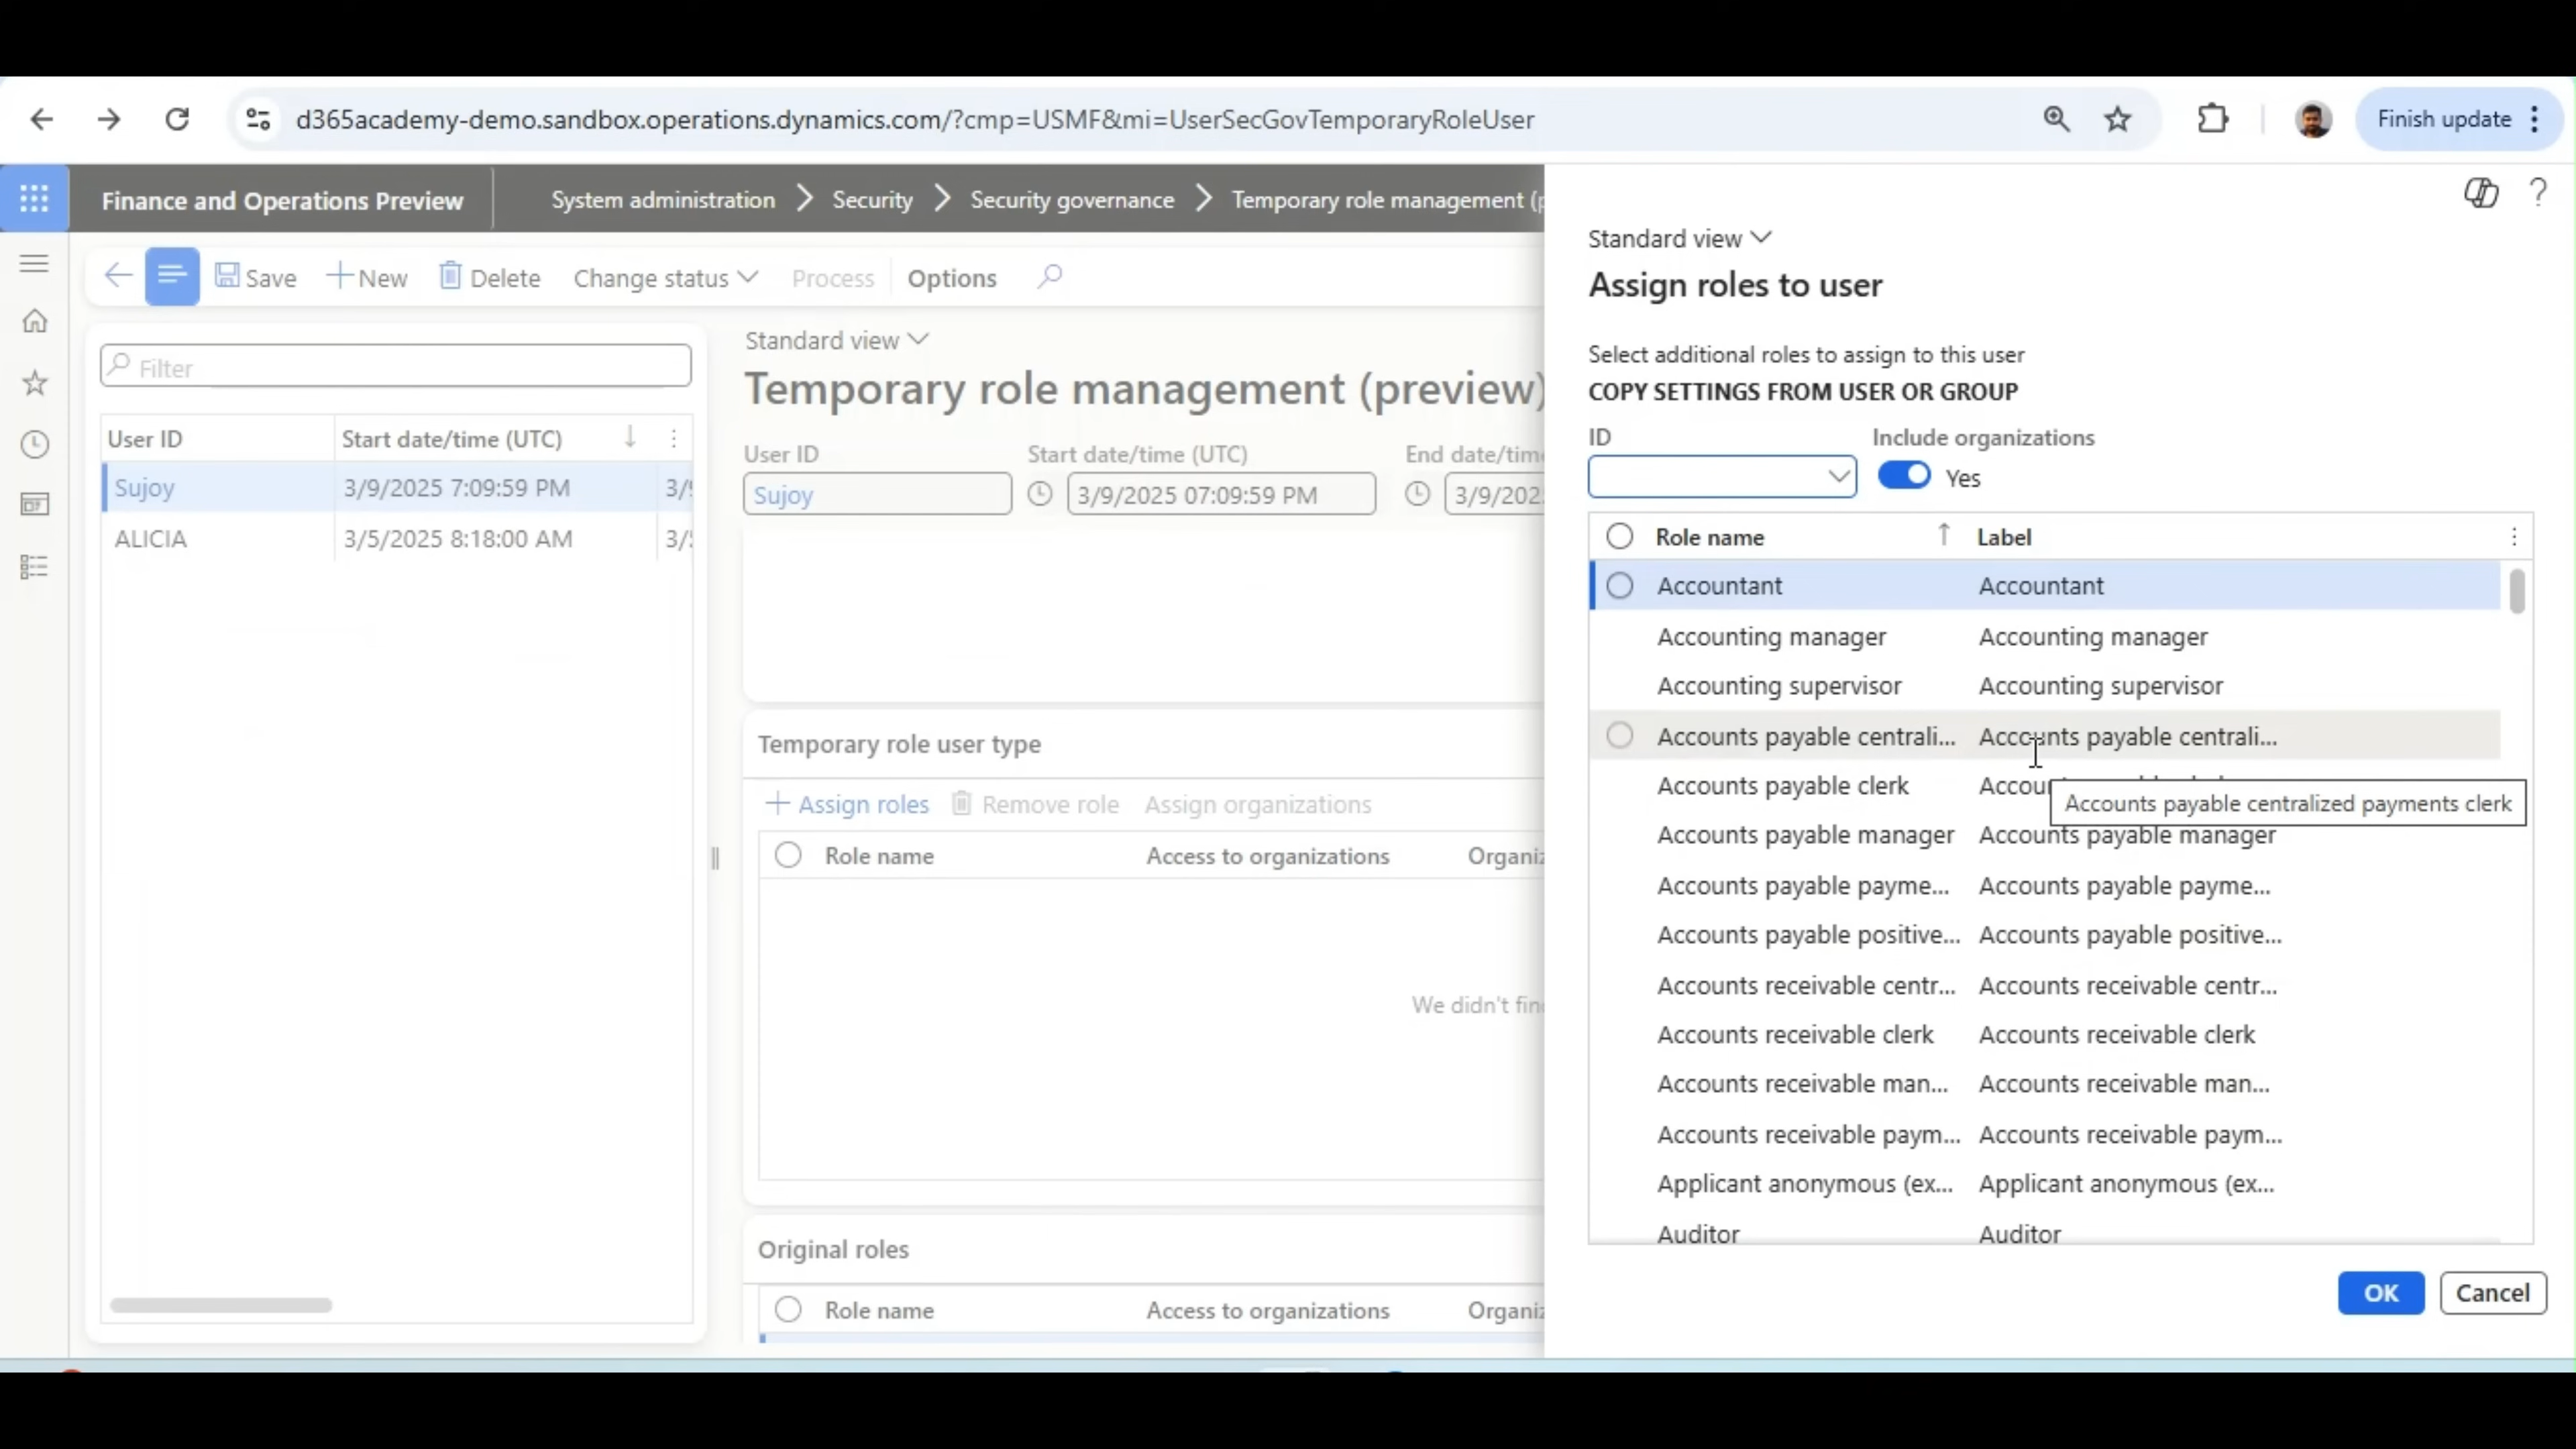 d365academy-demo.sandbox.operations.dynamics.com/?cmp=USMF&mi=UserSecGovTemporaryRoleUser
Finish update
Finance and Operations Preview
System administration
Security
Security governance
Temporary role management (p
Save
New
Delete
Change status
Process
Options
Filter
User ID
Start date/time (UTC)
Sujoy
3/9/2025 7:09:59 PM
3/9
ALICIA
3/5/2025 8:18:00 AM
3/5
Standard view
Temporary role management (preview)
User ID
Start date/time (UTC)
End date/time
Sujoy
3/9/2025 07:09:59 PM
3/9/202
Temporary role user type
Assign roles
Remove role
Assign organizations
Role name
Access to organizations
Organiz
We didn't fin
Original roles
Role name
Access to organizations
Organiz
?
Standard view
Assign roles to user
Select additional roles to assign to this user
COPY SETTINGS FROM USER OR GROUP
ID
Include organizations
Yes
Role name
Label
Accountant
Accountant
Accounting manager
Accounting manager
Accounting supervisor
Accounting supervisor
Accounts payable centrali...
Accounts payable centrali...
Accounts payable clerk
Accou
Accounts payable centralized payments clerk
Accounts payable manager
Accounts payable manager
Accounts payable payme...
Accounts payable payme...
Accounts payable positive...
Accounts payable positive...
Accounts receivable centr...
Accounts receivable centr...
Accounts receivable clerk
Accounts receivable clerk
Accounts receivable man...
Accounts receivable man...
Accounts receivable paym...
Accounts receivable paym...
Applicant anonymous (ex...
Applicant anonymous (ex...
Auditor
Auditor
OK
Cancel